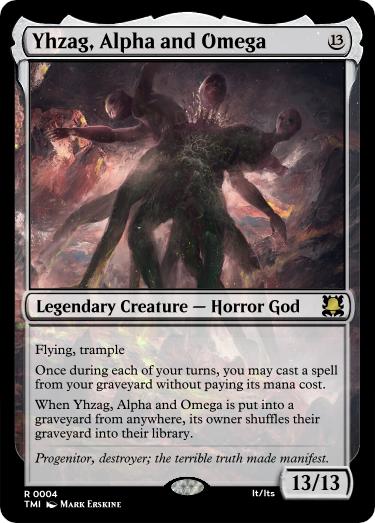 Yhzag, Alpha and Omega 13
Legendary Creature — Horror God
Flying, trample
Once during each of your turns, you may cast a spell
from your graveyard without paying its mana cost.
When Yhzag, Alpha and Omega is put into a
graveyard from anywhere, its owner shuffles their
graveyard into their library.
Progenitor, destroyer; the terrible truth made manifest.
13/13
R 0004 It/Its
TMI Mark Erskine